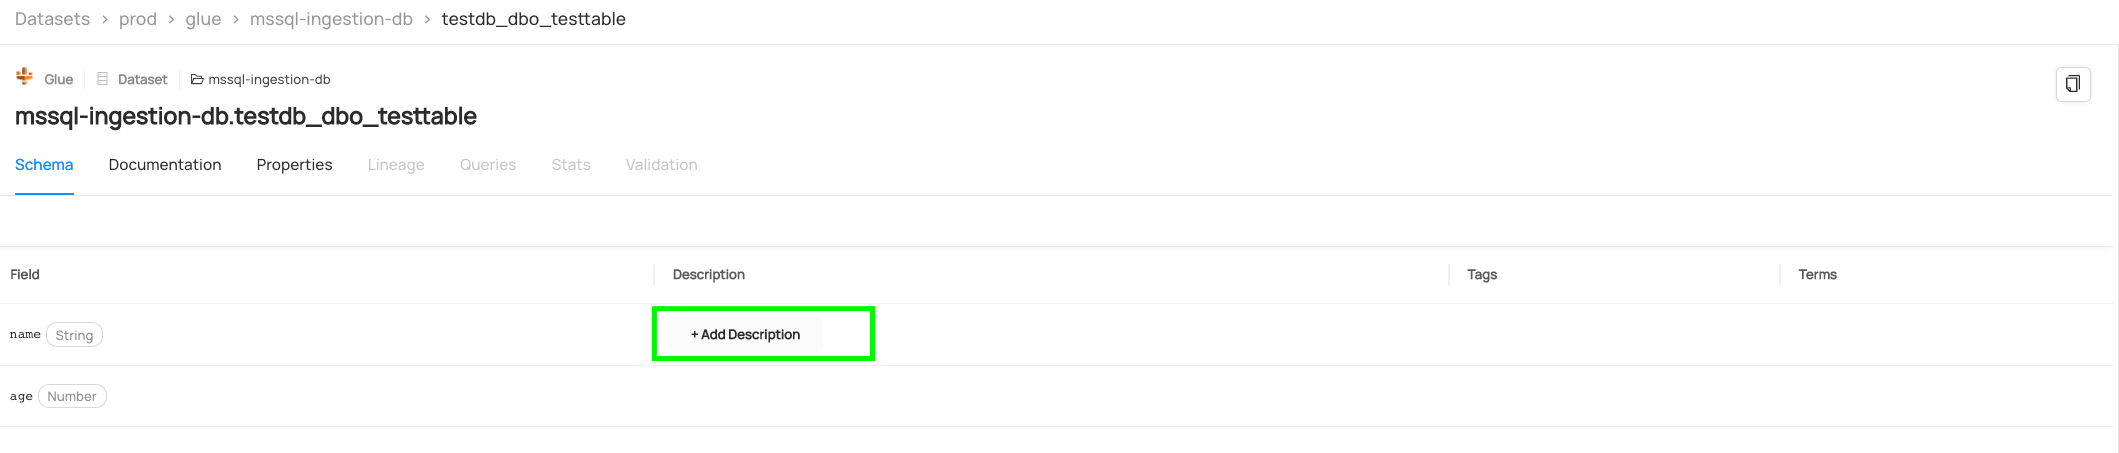 Datasets > prod > glue > mssql-ingestion-db > testdb_dbo_testtable
Glue Dataset mssql-ingestion-db
mssql-ingestion-db.testdb_dbo_testtable
Schema Documentation Properties Lineage Queries Stats Validation
Field Description Tags Terms
name String + Add Description
age Number